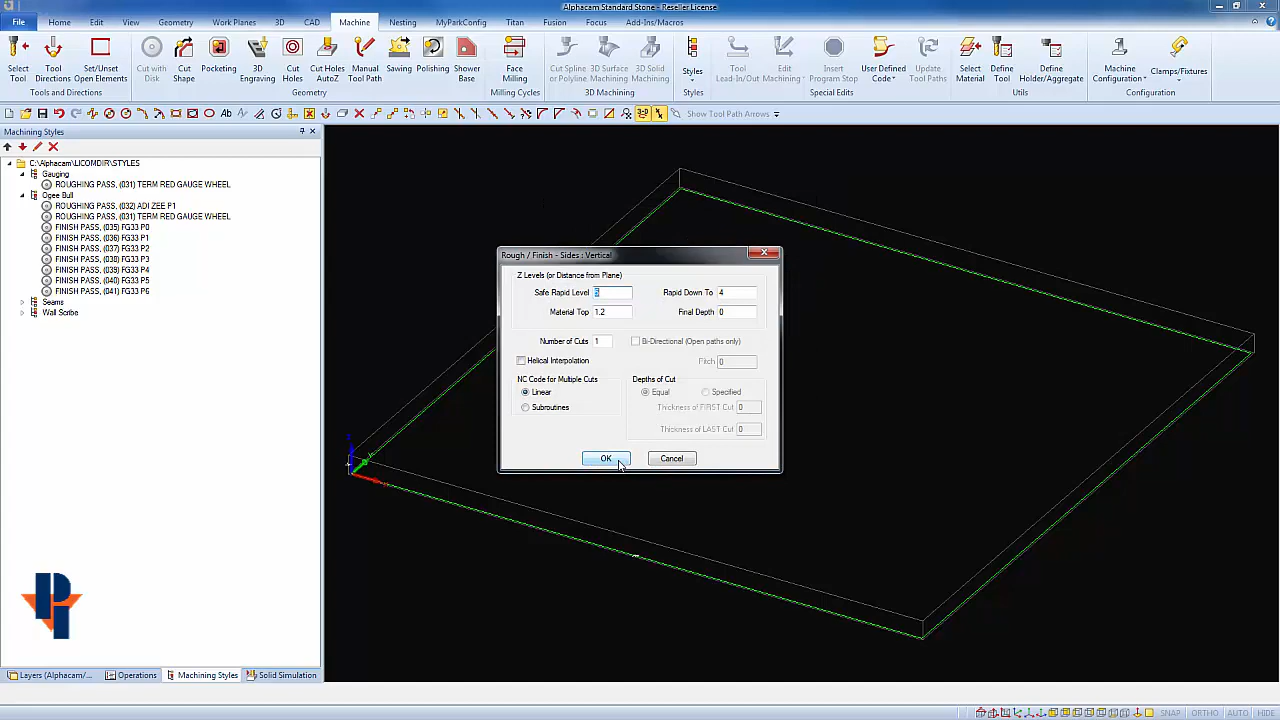 Alphacam Standard Stone - Reseller License
File Home Edit Views Geometry Work Planes 3D CAD Machine Nesting MyParkConfig Titan Fusion Focus Add-Ins/Macros
Select Tool
Tool Directions
Set/Unset Open Elements
Cut with Disk
Cut Shape
Pocketing
3D Engraving
Cut Holes
Cut Holes AutoZ
Manual Tool Path
Sawing
Polishing
Shower Base
Face Milling
Cut Spline or Polyline
3D Surface Machining
3D Solid Machining
Styles
Tool Lead-In/Out
Edit Machining
Insert Program Stop
User Defined Code
Update Tool Paths
Select Material
Define Tool
Define Holder/Aggregate
Machine Configuration
Clamps/Fixtures
Tools and Directions
Geometry
Milling Cycles
3D Machining
Styles
Special Edits
Utils
Configuration
Show Tool Path Arrows
Machining Styles
C:\Alphacam\LICOMDIR\STYLES
Gauging
ROUGHING PASS, (031) TERM RED GAUGE WHEEL
Ogee Bull
ROUGHING PASS, (032) ADI ZEE P1
ROUGHING PASS, (031) TERM RED GAUGE WHEEL
FINISH PASS, (035) FG33 P0
FINISH PASS, (036) FG33 P1
FINISH PASS, (037) FG33 P2
FINISH PASS, (038) FG33 P3
FINISH PASS, (039) FG33 P4
FINISH PASS, (040) FG33 P5
FINISH PASS, (041) FG33 P6
Seams
Wall Scribe
Rough / Finish - Sides : Vertical
Z Levels (or Distance from Plane)
Safe Rapid Level
Rapid Down To 4
Material Top 1.2
Final Depth 0
Number of Cuts 1
Bi-Directional (Open paths only)
Helical Interpolation
Pitch 0
NC Code for Multiple Cuts
Linear
Subroutines
Depths of Cut
Equal
Specified
Thickness of FIRST Cut 0
Thickness of LAST Cut 0
OK
Cancel
Layers (Alphacam/... Operations Machining Styles Solid Simulation
SNAP ORTHO AUTO HIDE